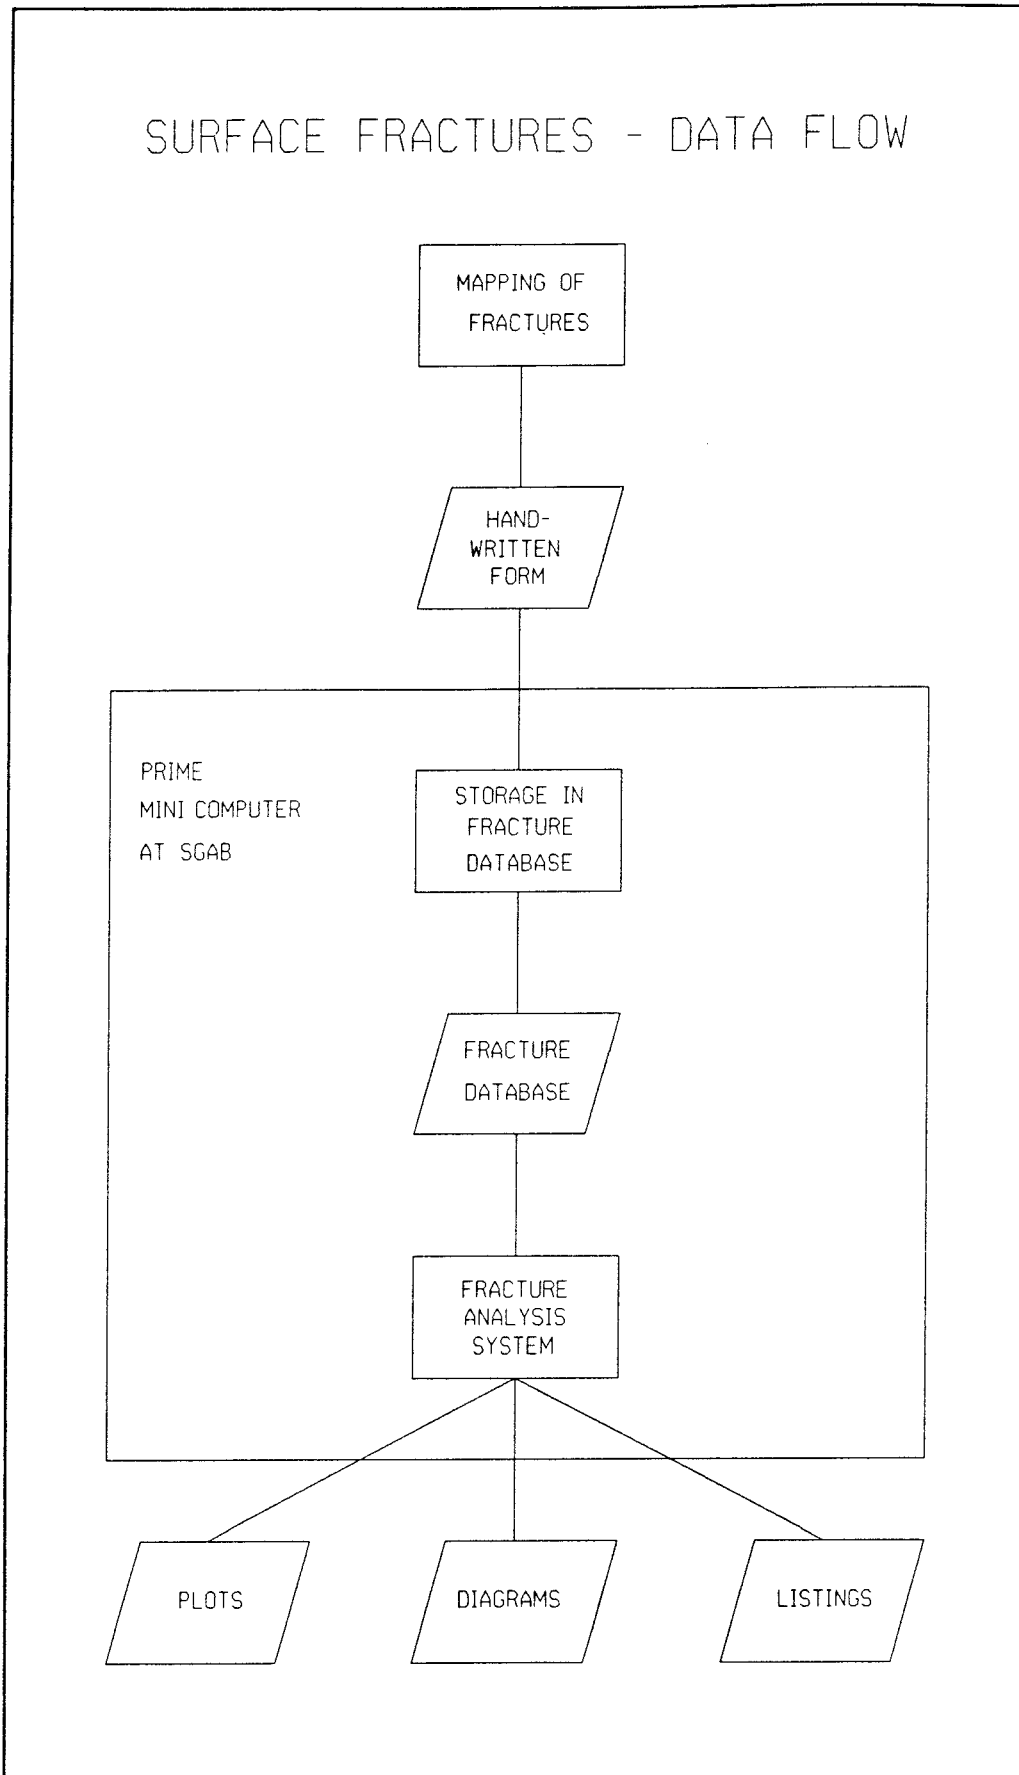 SURFACE FRACTURES - DATA FLOW
MAPPING OF
FRACTURES
HAND-
WRITTEN
FORM
PRIME
MINI COMPUTER
AT SGAB
STORAGE IN
FRACTURE
DATABASE
FRACTURE
DATABASE
FRACTURE
ANALYSIS
SYSTEM
PLOTS
DIAGRAMS
LISTINGS